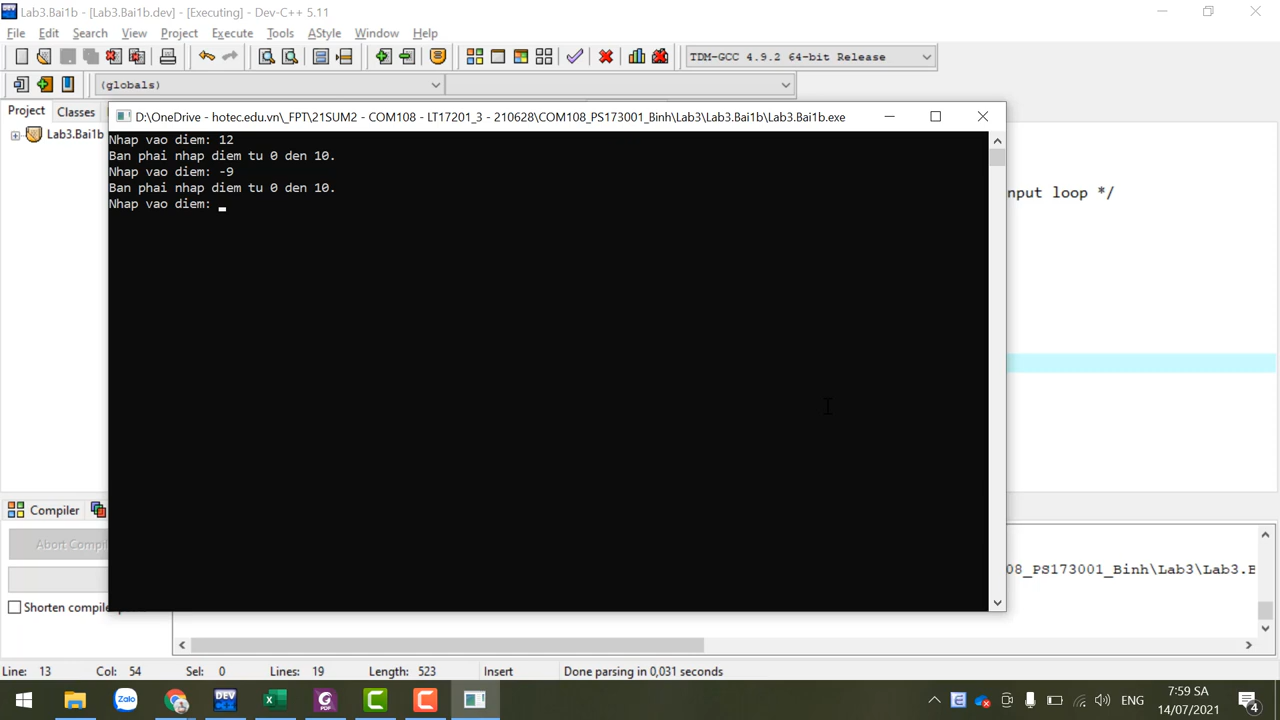 Lab3.Bai1b - [Lab3.Bai1b.dev] - [Executing] - Dev-C++ 5.11
File Edit Search View Project Execute Tools AStyle Window Help
TDM-GCC 4.9.2 64-bit Release
(globals)
Project Classes
D:\OneDrive - hotec.edu.vn\_FPT\21SUM2 - COM108 - LT17201_3 - 210628\COM108_PS173001_Binh\Lab3\Lab3.Bai1b\Lab3.Bai1b.exe
Lab3.Bai1b
Nhap vao diem: 12
Ban phai nhap diem tu 0 den 10.
Nhap vao diem: -9
Ban phai nhap diem tu 0 den 10.
nput loop */
Nhap vao diem:
Compiler
Abort Compil
08_PS173001_Binh\Lab3\Lab3.B
Shorten compile
Line: 13 Col: 54 Sel: 0 Lines: 19 Length: 523 Insert Done parsing in 0,031 seconds
Zalo
DEV
PDF
ENG
7:59 SA
14/07/2021
4